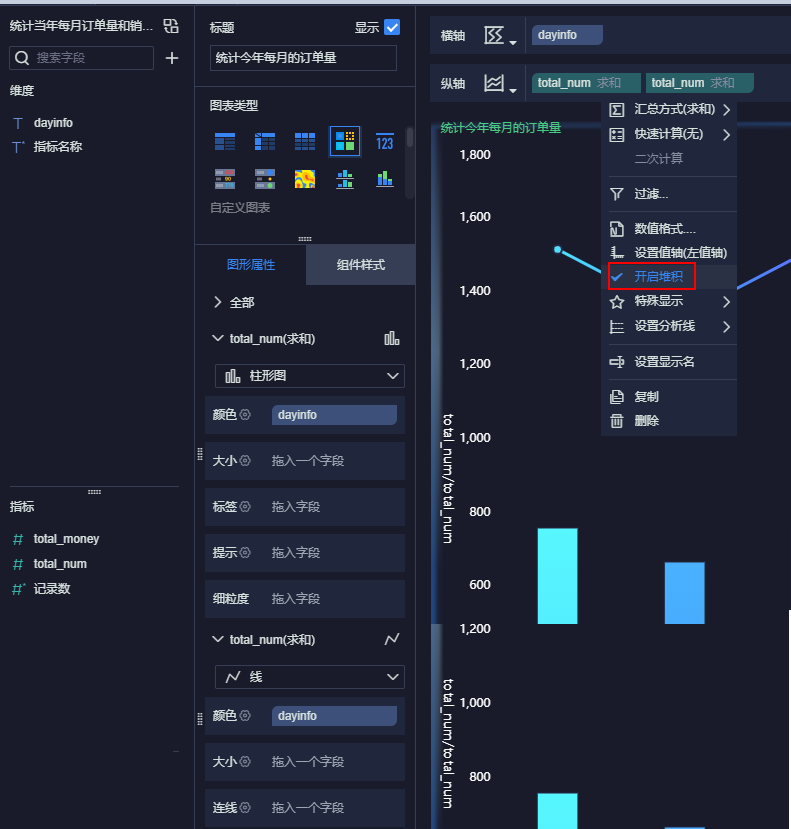 统计当年每月订单量和销...
搜索字段
维度
dayinfo
指标名称
指标
total_money
total_num
记录数
标题
显示
统计今年每月的订单量
图表类型
123
自定义图表
图形属性
组件样式
全部
total_num(求和)
柱形图
颜色
dayinfo
大小
拖入一个字段
标签
拖入一个字段
提示
拖入一个字段
细粒度
拖入一个字段
total_num(求和)
线
颜色
dayinfo
大小
拖入一个字段
连线
拖入一个字段
横轴
dayinfo
纵轴
total_num 求和
total_num 求和
统计今年每月的订单量
1,800
1,600
1,400
1,200
1,000
800
600
total_num/total_num
1,200
1,000
800
total_num/total_num
汇总方式(求和)
快速计算(无)
二次计算
过滤...
数值格式....
设置值轴(左值轴)
开启堆积
特殊显示
设置分析线
设置显示名
复制
删除